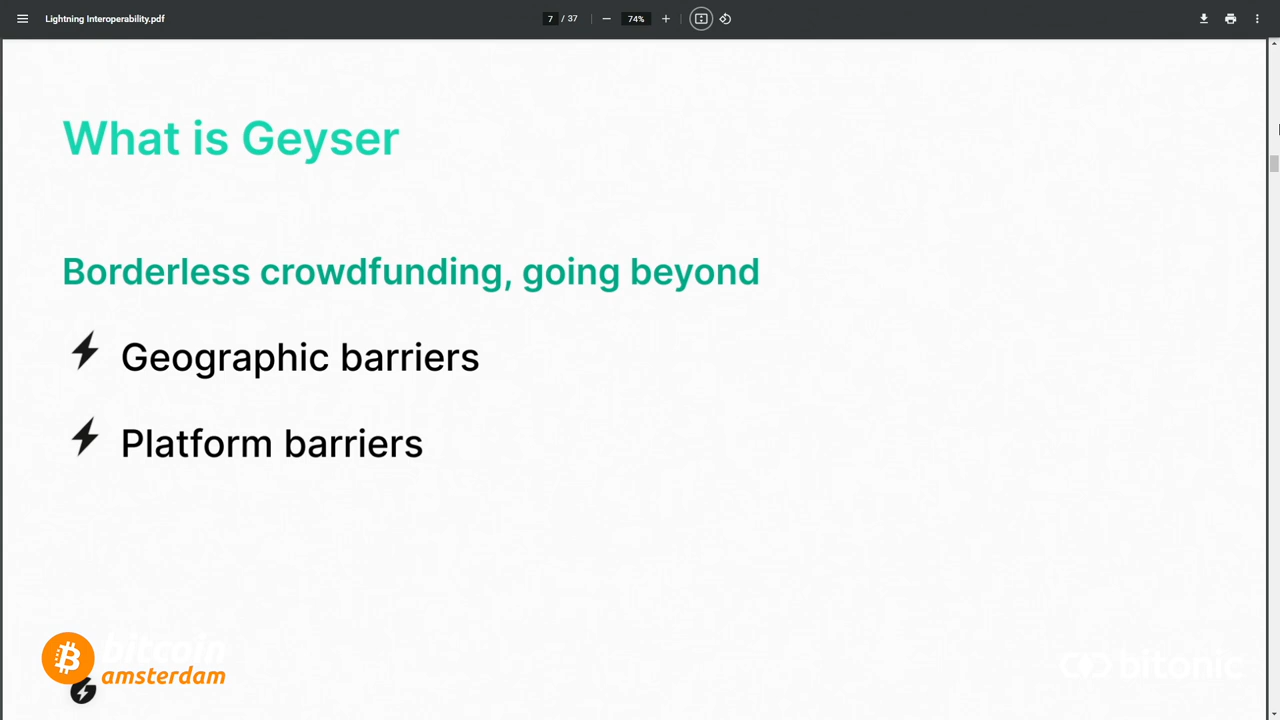 Lightning Interoperability.pdf
7 / 37
74%
What is Geyser
Borderless crowdfunding, going beyond
Geographic barriers
Platform barriers
bitcoin
amsterdam
bitonic